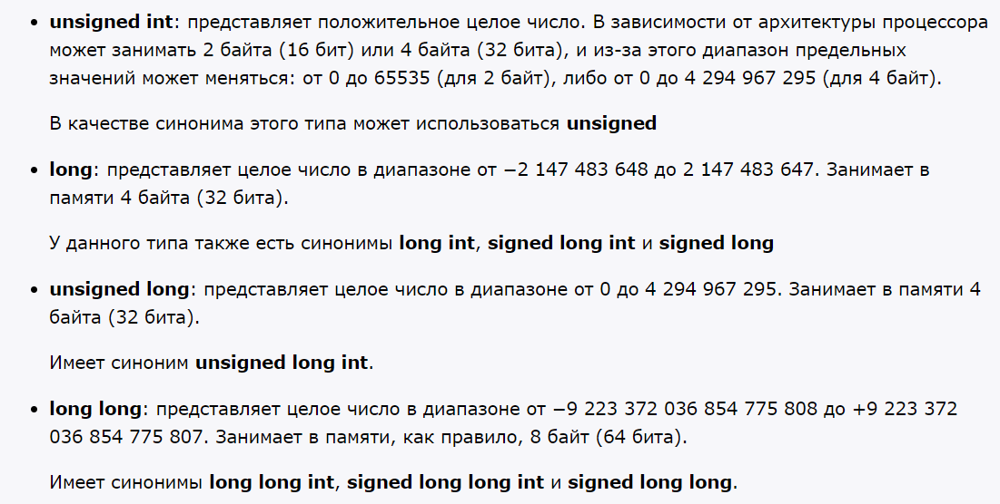 • unsigned int: представляет положительное целое число. В зависимости от архитектуры процессора
может занимать 2 байта (16 бит) или 4 байта (32 бита), и из-за этого диапазон предельных
значений может меняться: от 0 до 65535 (для 2 байт), либо от 0 до 4 294 967 295 (для 4 байт).
В качестве синонима этого типа может использоваться unsigned
• long: представляет целое число в диапазоне от −2 147 483 648 до 2 147 483 647. Занимает в
памяти 4 байта (32 бита).
У данного типа также есть синонимы long int, signed long int и signed long
• unsigned long: представляет целое число в диапазоне от 0 до 4 294 967 295. Занимает в памяти 4
байта (32 бита).
Имеет синоним unsigned long int.
• long long: представляет целое число в диапазоне от −9 223 372 036 854 775 808 до +9 223 372
036 854 775 807. Занимает в памяти, как правило, 8 байт (64 бита).
Имеет синонимы long long int, signed long long int и signed long long.